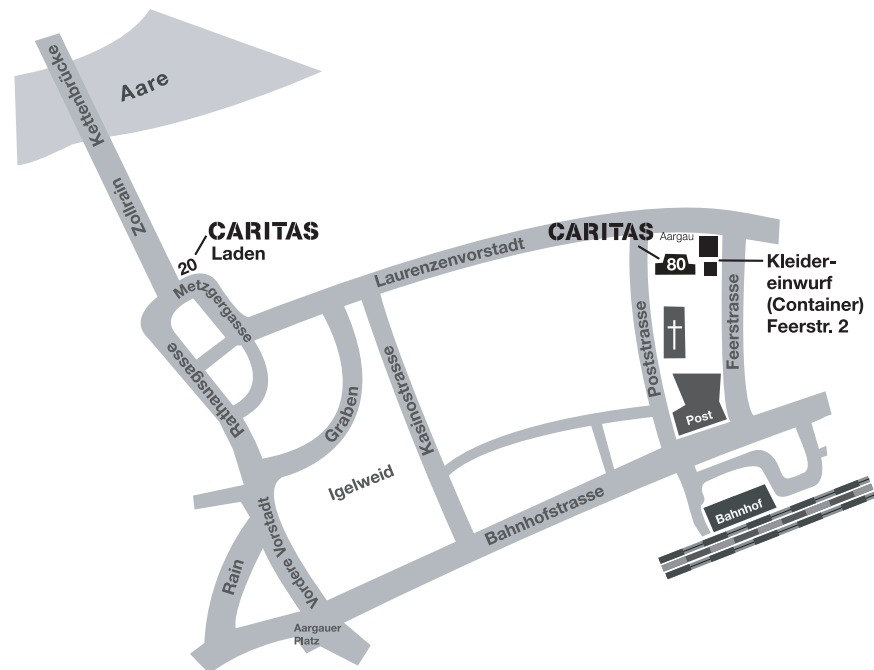 Kettenbrücke
Aare
Zollrain
CARITAS
Laden
20
Metzgergasse
Rathausgasse
Laurenzenvorstadt
CARITAS
Aargau
80
Kleider-
einwurf
(Container)
Feerstr. 2
Poststrasse
Feerstrasse
Graben
Kasinostrasse
Igelweid
Post
Bahnhof
Bahnhofstrasse
Vordere Vorstadt
Rain
Aargauer
Platz